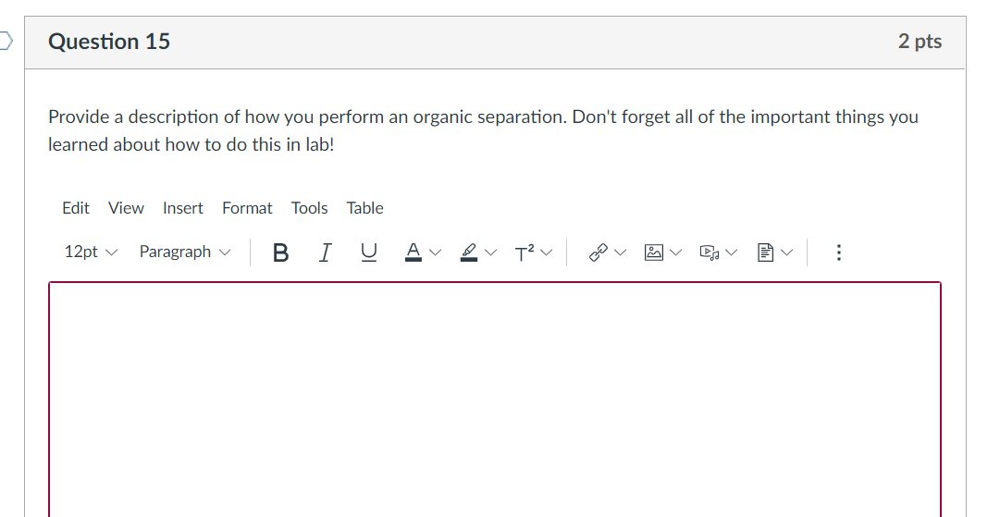 Question 15 2 pts
Provide a description of how you perform an organic separation. Don't forget all of the important things you
learned about how to do this in lab!
Edit View Insert Format Tools Table
12pt Paragraph B I U A T²